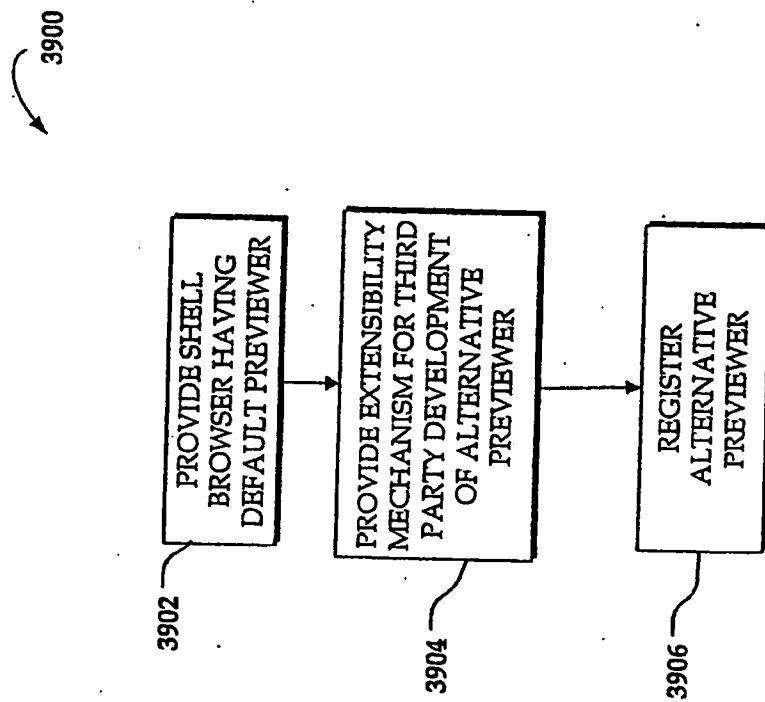 3900
PROVIDE SHELL
BROWSER HAVING
DEFAULT PREVIEWER
3902
PROVIDE EXTENSIBILITY
MECHANISM FOR THIRD
PARTY DEVELOPMENT
OF ALTERNATIVE
PREVIEWER
3904
REGISTER
ALTERNATIVE
PREVIEWER
3906